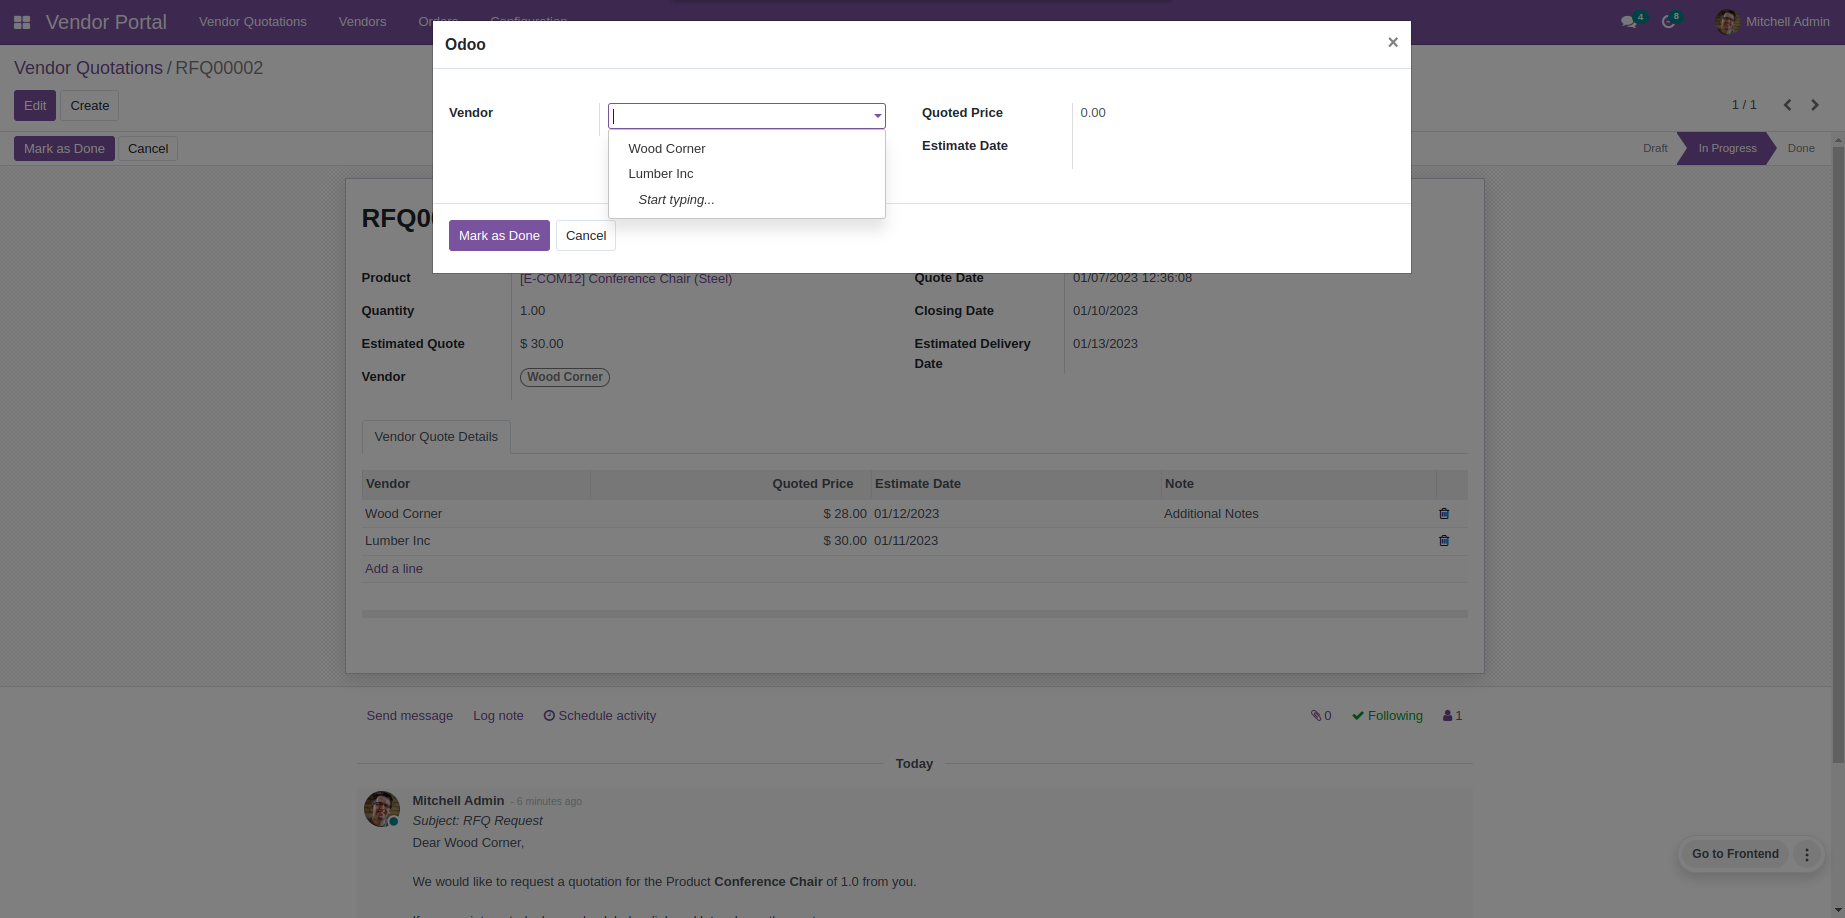 Vendor Portal
Vendor Quotations
Vendors
4
8
Mitchell Admin
Odoo
×
Vendor Quotations / RFQ00002
Edit
Create
1 / 1
Vendor
Quoted Price
0.00
Estimate Date
Wood Corner
Lumber Inc
Start typing...
Mark as Done
Cancel
Draft
In Progress
Done
Mark as Done
Cancel
Product
[E-COM12] Conference Chair (Steel)
Quote Date
01/07/2023 12:36:08
Quantity
1.00
Closing Date
01/10/2023
Estimated Quote
$ 30.00
Estimated Delivery
Date
01/13/2023
Vendor
Wood Corner
Vendor Quote Details
Vendor
Quoted Price
Estimate Date
Note
Wood Corner
$ 28.00
01/12/2023
Additional Notes
Lumber Inc
$ 30.00
01/11/2023
Add a line
Send message
Log note
Schedule activity
0
Following
1
Today
Mitchell Admin
- 6 minutes ago
Subject: RFQ Request
Dear Wood Corner,
We would like to request a quotation for the Product Conference Chair of 1.0 from you.
Go to Frontend